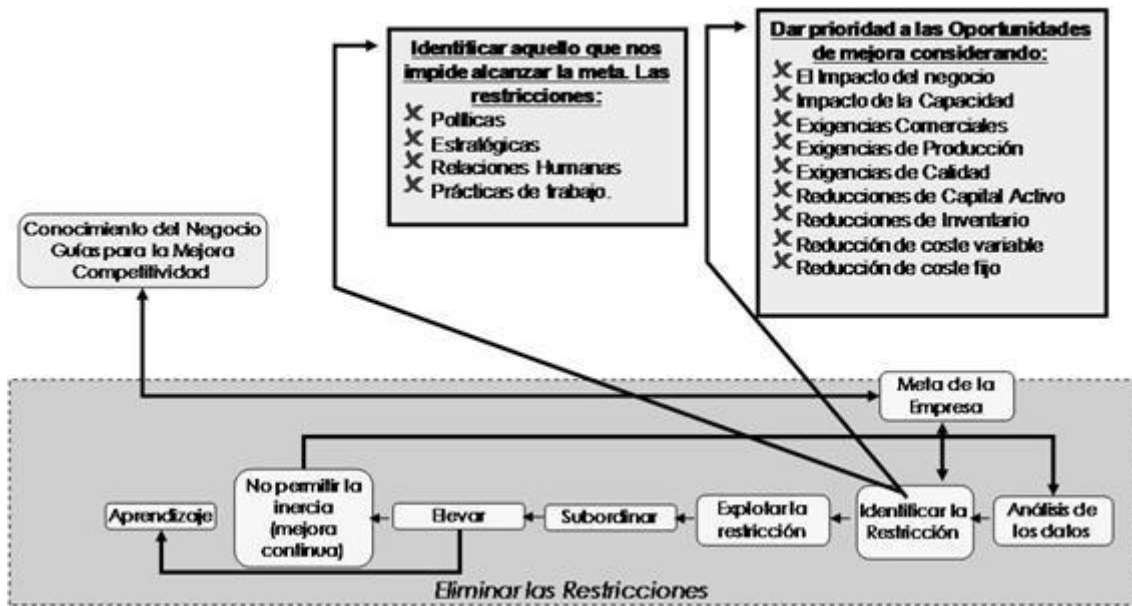 Identificar aquello que nos
impide alcanzar la meta. Las
restricciones:
Políticas
Estratégicas
Relaciones Humanas
Prácticas de trabajo.
Dar prioridad a las Oportunidades
de mejora considerando:
El Impacto del negocio
Impacto de la Capacidad
Exigencias Comerciales
Exigencias de Producción
Exigencias de Calidad
Reducciones de Capital Activo
Reducciones de Inventario
Reducción de coste variable
Reducción de coste fijo
Conocimiento del Negocio
Guías para la Mejora
Competitividad
Meta de la
Empresa
Aprendizaje
No permitir la
inercia
(mejora
continua)
Elevar
Subordinar
Explotar la
restricción
Identificar la
Restricción
Análisis de
los datos
Eliminar las Restricciones